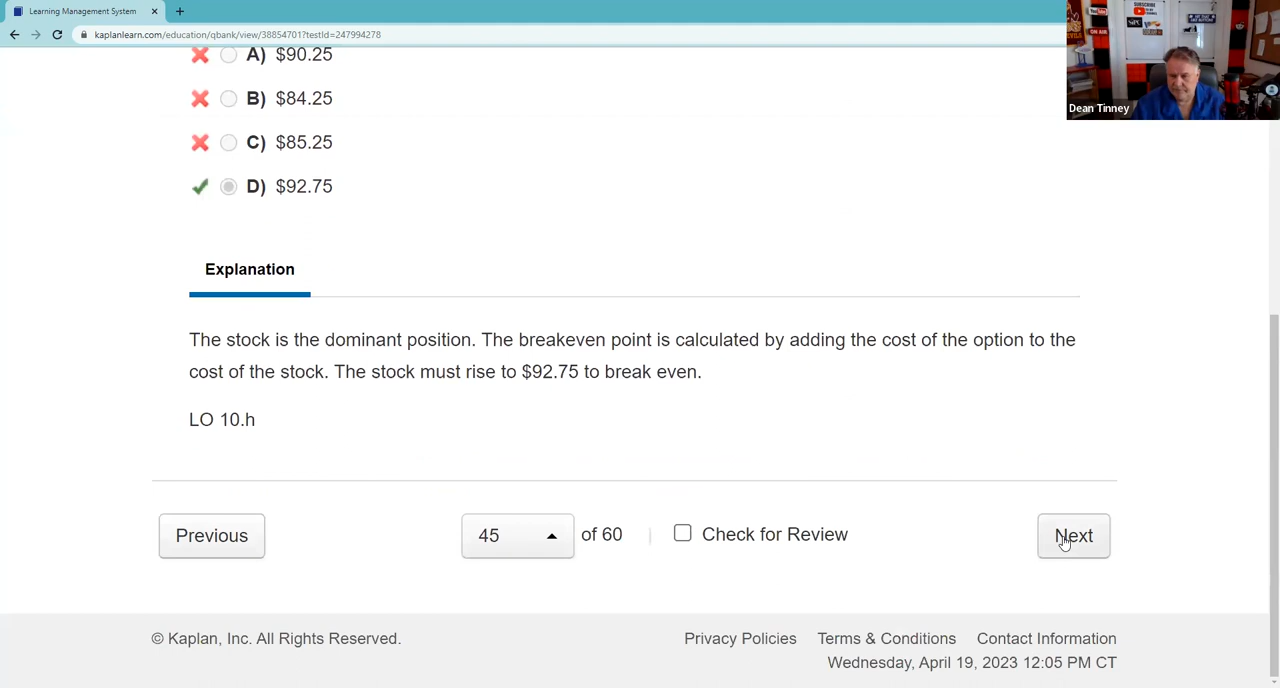 Learning Management System
kaplanlearn.com/education/qbank/view/38854701?testId=247994278
SUBSCRIBE
ON AIR
SIPC
Dean Tinney
A) $90.25
B) $84.25
C) $85.25
D) $92.75
Explanation
The stock is the dominant position. The breakeven point is calculated by adding the cost of the option to the
cost of the stock. The stock must rise to $92.75 to break even.
LO 10.h
Previous
45 of 60
Check for Review
Next
© Kaplan, Inc. All Rights Reserved.
Privacy Policies Terms & Conditions Contact Information
Wednesday, April 19, 2023 12:05 PM CT